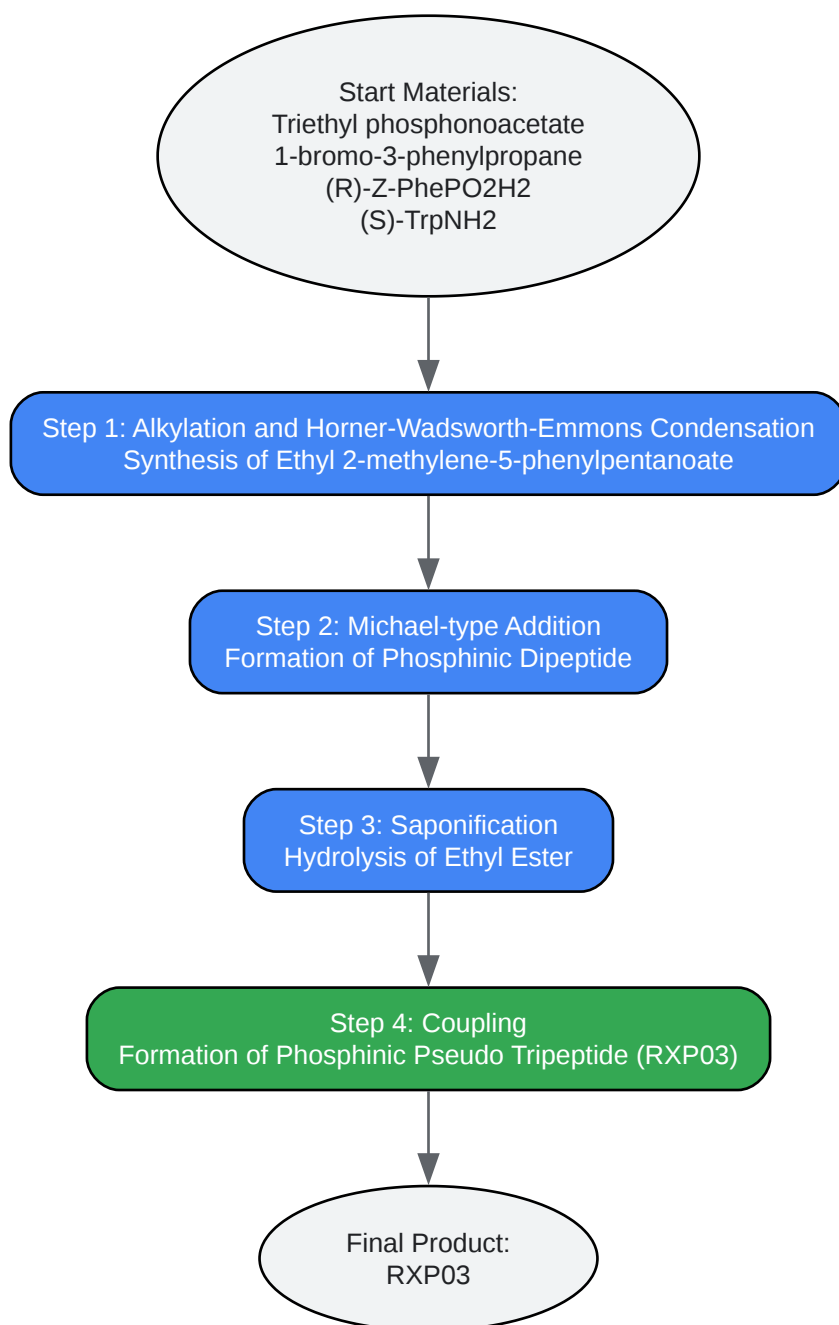 Start Materials:
Triethyl phosphonoacetate
1-bromo-3-phenylpropane
(R)-Z-PhePO2H2
(S)-TrpNH2
Step 1: Alkylation and Horner-Wadsworth-Emmons Condensation
Synthesis of Ethyl 2-methylene-5-phenylpentanoate
Step 2: Michael-type Addition
Formation of Phosphinic Dipeptide
Step 3: Saponification
Hydrolysis of Ethyl Ester
Step 4: Coupling
Formation of Phosphinic Pseudo Tripeptide (RXP03)
Final Product:
RXP03